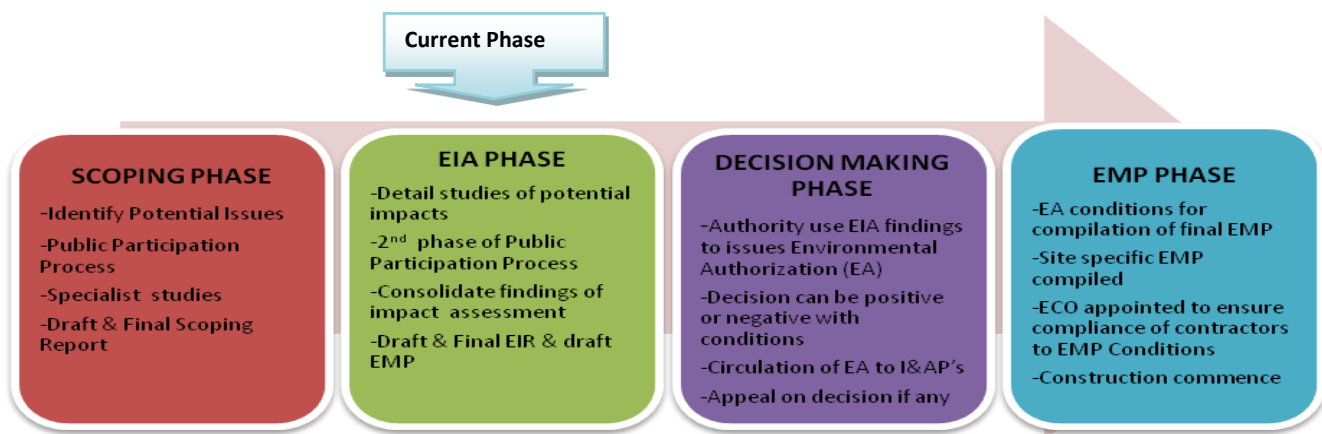 Current Phase
SCOPING PHASE
-Identify Potential Issues
-Public Participation
Process
-Specialist studies
-Draft & Final Scoping
Report
EIA PHASE
-Detail studies of potential
impacts
-2nd phase of Public
Participation Process
-Consolidate findings of
impact assessment
-Draft & Final EIR & draft
EMP
DECISION MAKING
PHASE
-Authority use EIA findings
to issues Environmental
Authorization (EA)
-Decision can be positive
or negative with
conditions
-Circulation of EA to I&AP's
-Appeal on decision if any
EMP PHASE
-EA conditions for
compilation of final EMP
-Site specific EMP
compiled
-ECO appointed to ensure
compliance of contractors
to EMP Conditions
-Construction commence